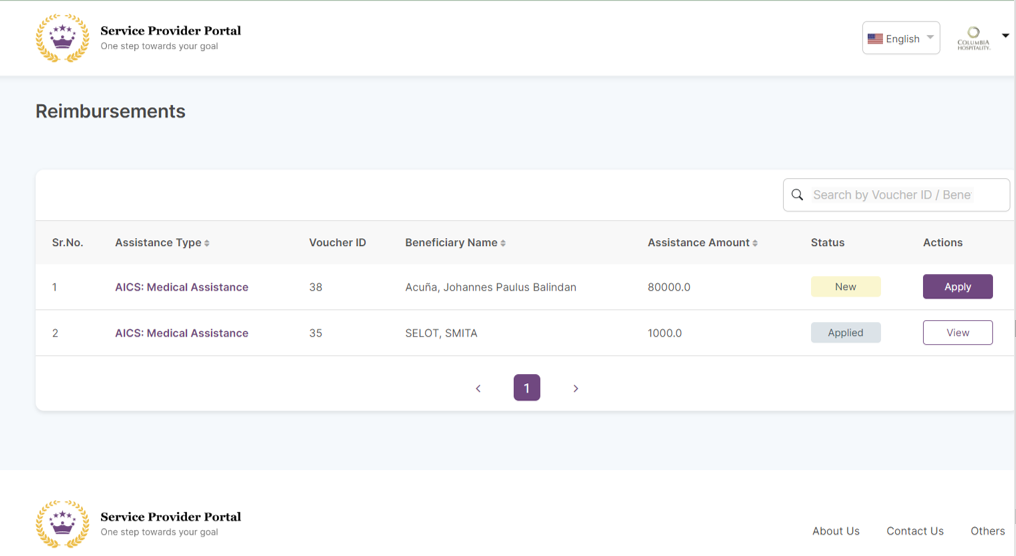 Service Provider Portal
One step towards your goal
English
COLUMBIA
HOSPITALITY.
Reimbursements
Search by Voucher ID / Bene
Sr.No. Assistance Type Voucher ID Beneficiary Name Assistance Amount Status Actions
1 AICS: Medical Assistance 38 Acuña, Johannes Paulus Balindan 80000.0 New Apply
2 AICS: Medical Assistance 35 SELOT, SMITA 1000.0 Applied View
1
Service Provider Portal
One step towards your goal
About Us Contact Us Others